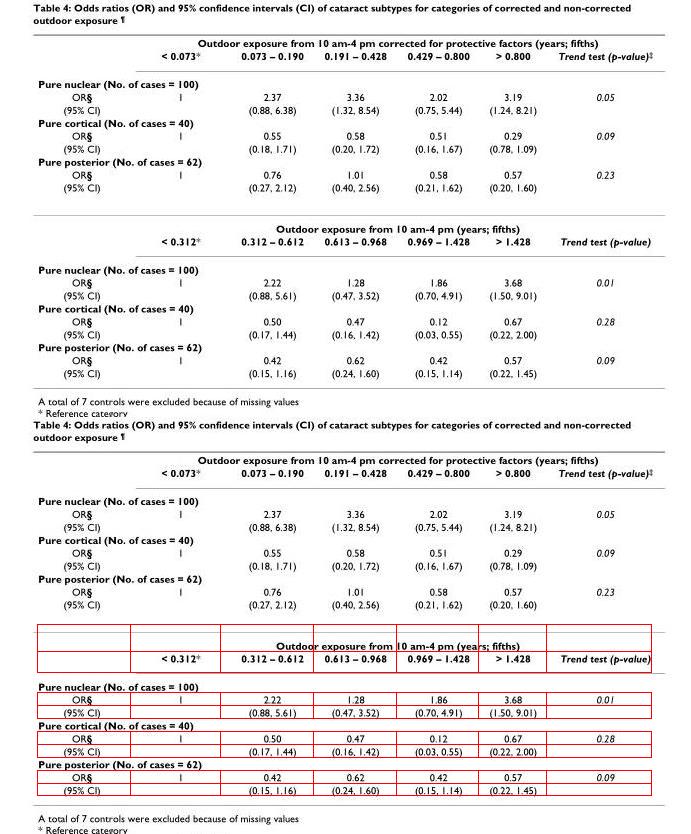 Table 4: Odds ratios (OR) and 95% confidence intervals (CI) of cataract subtypes for categories of corrected and non-corrected
outdoor exposure ¶
Outdoor exposure from 10 am-4 pm corrected for protective factors (years; fifths)
< 0.073* 0.073 – 0.190 0.191 – 0.428 0.429 – 0.800 > 0.800 Trend test (p-value)‡
Pure nuclear (No. of cases = 100)
OR§ 1 2.37 3.36 2.02 3.19 0.05
(95% CI) (0.88, 6.38) (1.32, 8.54) (0.75, 5.44) (1.24, 8.21)
Pure cortical (No. of cases = 40)
OR§ 1 0.55 0.58 0.51 0.29 0.09
(95% CI) (0.18, 1.71) (0.20, 1.72) (0.16, 1.67) (0.78, 1.09)
Pure posterior (No. of cases = 62)
OR§ 1 0.76 1.01 0.58 0.57 0.23
(95% CI) (0.27, 2.12) (0.40, 2.56) (0.21, 1.62) (0.20, 1.60)
Outdoor exposure from 10 am-4 pm (years; fifths)
< 0.312* 0.312 – 0.612 0.613 – 0.968 0.969 – 1.428 > 1.428 Trend test (p-value)
Pure nuclear (No. of cases = 100)
OR§ 1 2.22 1.28 1.86 3.68 0.01
(95% CI) (0.88, 5.61) (0.47, 3.52) (0.70, 4.91) (1.50, 9.01)
Pure cortical (No. of cases = 40)
OR§ 1 0.50 0.47 0.12 0.67 0.28
(95% CI) (0.17, 1.44) (0.16, 1.42) (0.03, 0.55) (0.22, 2.00)
Pure posterior (No. of cases = 62)
OR§ 1 0.42 0.62 0.42 0.57 0.09
(95% CI) (0.15, 1.16) (0.24, 1.60) (0.15, 1.14) (0.22, 1.45)
A total of 7 controls were excluded because of missing values
* Reference category
Table 4: Odds ratios (OR) and 95% confidence intervals (CI) of cataract subtypes for categories of corrected and non-corrected
outdoor exposure ¶
Outdoor exposure from 10 am-4 pm corrected for protective factors (years; fifths)
< 0.073* 0.073 – 0.190 0.191 – 0.428 0.429 – 0.800 > 0.800 Trend test (p-value)‡
Pure nuclear (No. of cases = 100)
OR§ 1 2.37 3.36 2.02 3.19 0.05
(95% CI) (0.88, 6.38) (1.32, 8.54) (0.75, 5.44) (1.24, 8.21)
Pure cortical (No. of cases = 40)
OR§ 1 0.55 0.58 0.51 0.29 0.09
(95% CI) (0.18, 1.71) (0.20, 1.72) (0.16, 1.67) (0.78, 1.09)
Pure posterior (No. of cases = 62)
OR§ 1 0.76 1.01 0.58 0.57 0.23
(95% CI) (0.27, 2.12) (0.40, 2.56) (0.21, 1.62) (0.20, 1.60)
Outdoor exposure from 10 am-4 pm (years; fifths)
< 0.312* 0.312 – 0.612 0.613 – 0.968 0.969 – 1.428 > 1.428 Trend test (p-value)
Pure nuclear (No. of cases = 100)
OR§ 1 2.22 1.28 1.86 3.68 0.01
(95% CI) (0.88, 5.61) (0.47, 3.52) (0.70, 4.91) (1.50, 9.01)
Pure cortical (No. of cases = 40)
OR§ 1 0.50 0.47 0.12 0.67 0.28
(95% CI) (0.17, 1.44) (0.16, 1.42) (0.03, 0.55) (0.22, 2.00)
Pure posterior (No. of cases = 62)
OR§ 1 0.42 0.62 0.42 0.57 0.09
(95% CI) (0.15, 1.16) (0.24, 1.60) (0.15, 1.14) (0.22, 1.45)
A total of 7 controls were excluded because of missing values
* Reference category